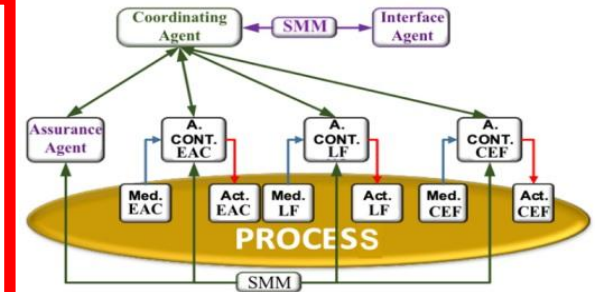 Coordinating
Agent
SMM
Interface
Agent
Assurance
Agent
A.
CONT.
EAC
A.
CONT.
LF
A.
CONT.
CEF
Med.
EAC
Act.
EAC
Med.
LF
Act.
LF
Med.
CEF
Act.
CEF
PROCESS
SMM